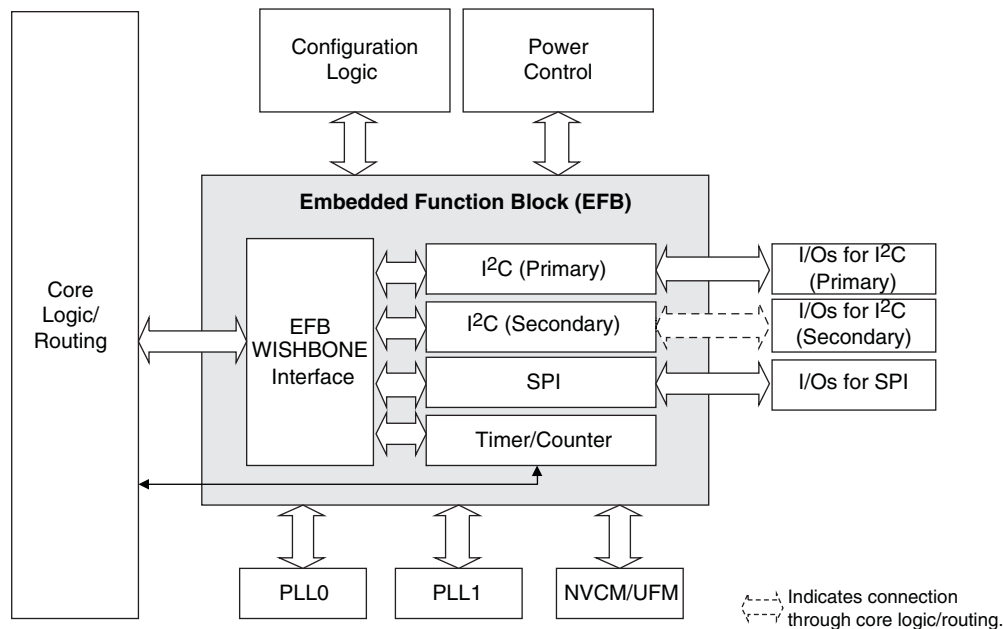 Configuration
Logic
Power
Control
Embedded Function Block (EFB)
Core
Logic/
Routing
EFB
WISHBONE
Interface
I²C (Primary)
I²C (Secondary)
SPI
Timer/Counter
I/Os for I²C
(Primary)
I/Os for I²C
(Secondary)
I/Os for SPI
PLL0
PLL1
NVCM/UFM
Indicates connection
through core logic/routing.